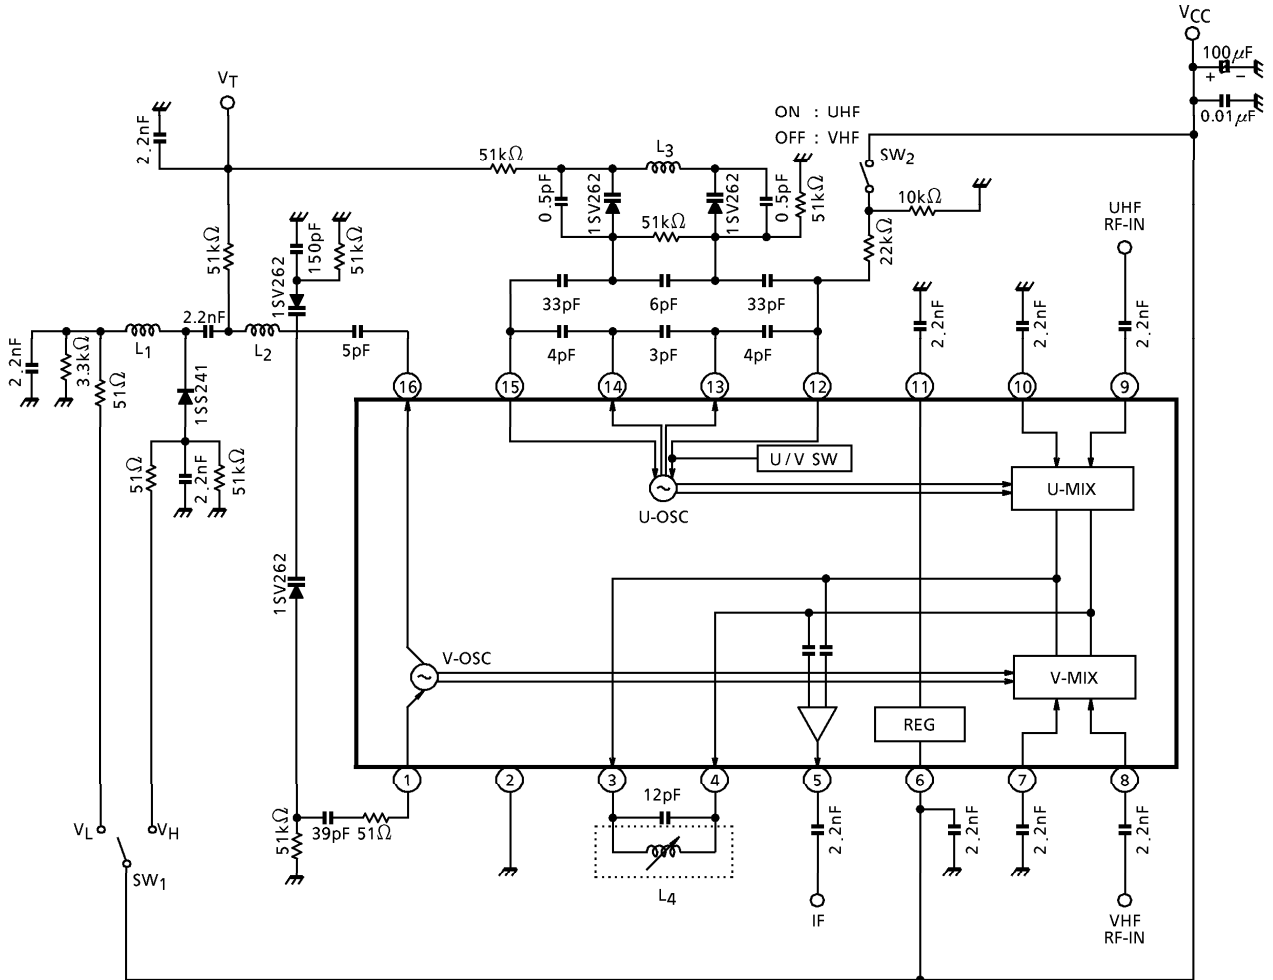 VCC
100μF
+ −
0.01μF
VT
2.2nF
ON : UHF
OFF : VHF
SW2
51kΩ
L3
0.5pF
1SV262
51kΩ
1SV262
0.5pF
51kΩ
10kΩ
22kΩ
UHF
RF-IN
51kΩ
150pF
51kΩ
1SV262
33pF
6pF
33pF
2.2nF
2.2nF
2.2nF
2.2nF
L1
L2
5pF
4pF
3pF
4pF
2.2nF
3.3kΩ
51Ω
1SS241
16
15
14
13
12
11
10
9
51Ω
2.2nF
51kΩ
U/V SW
U-OSC
U-MIX
1SV262
V-OSC
V-MIX
REG
1
2
3
4
5
6
7
8
VL
VH
SW1
51kΩ
39pF
51Ω
12pF
L4
2.2nF
2.2nF
2.2nF
2.2nF
IF
VHF
RF-IN